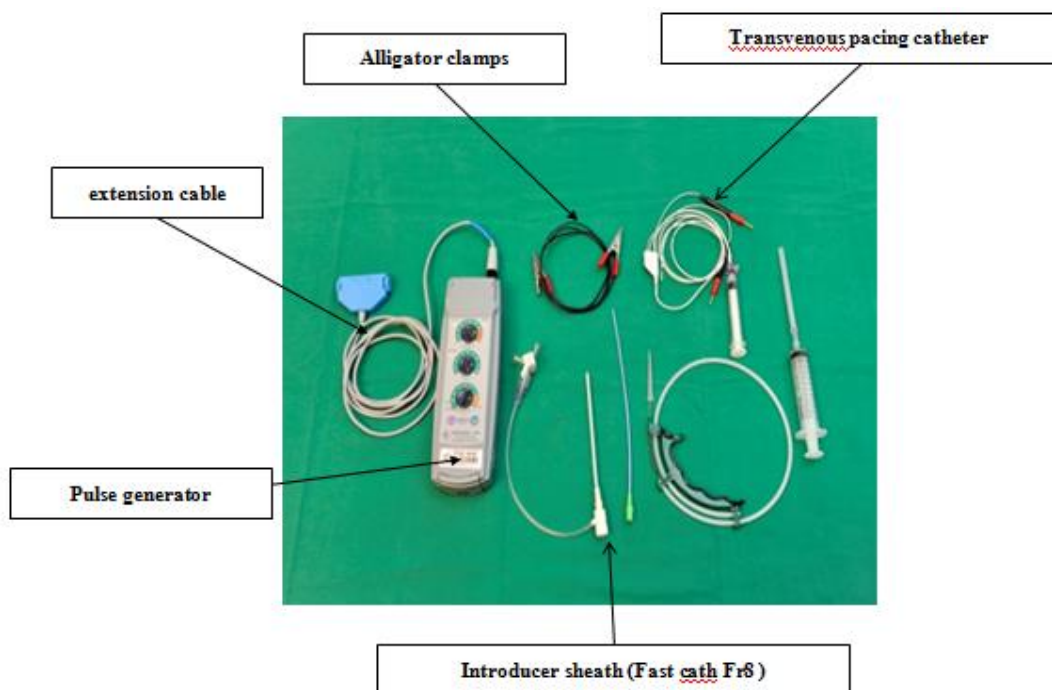 Transvenous pacing catheter
Alligator clamps
extension cable
Pulse generator
Introducer sheath (Fast cath Fr8 )